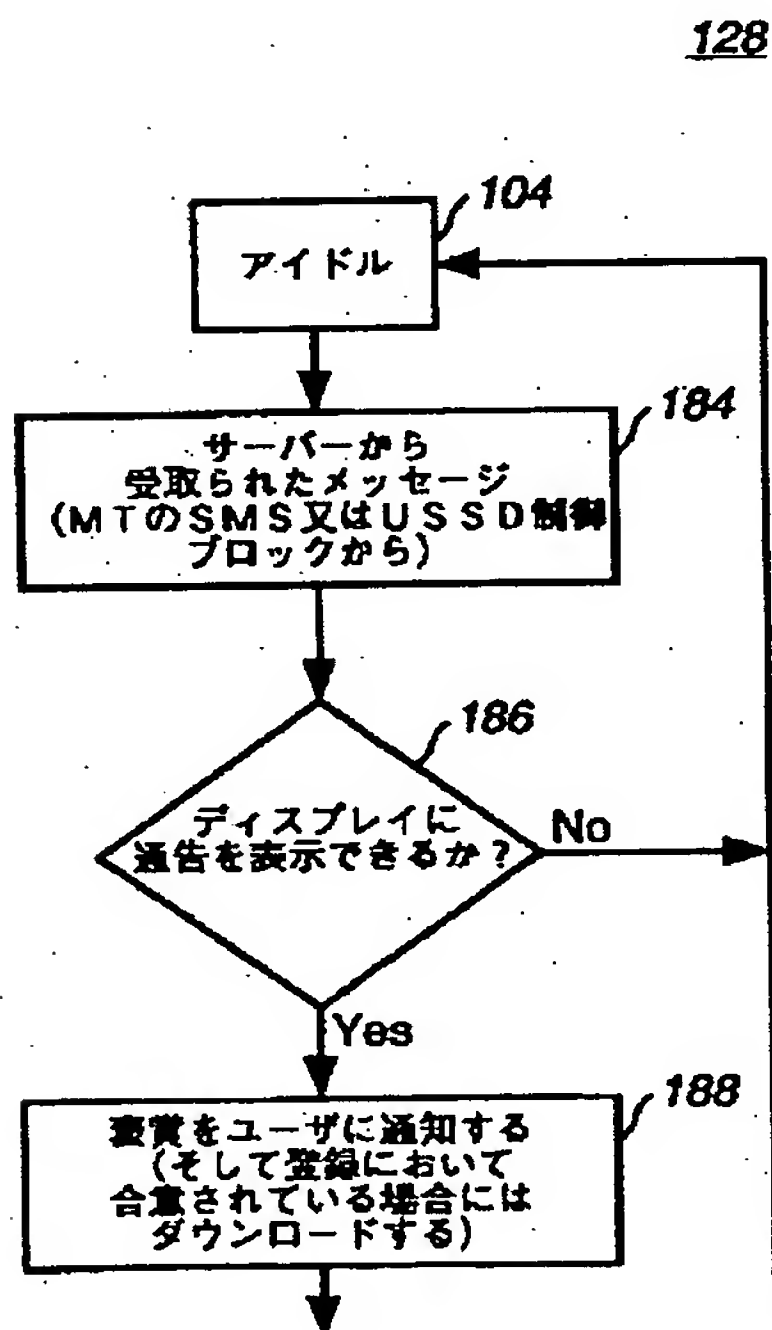 128
104
アイドル
184
サーバーから
受取られたメッセージ
(MTのSMS又はUSSD制御
ブロックから)
186
ディスプレイに
通告を表示できるか?
No
Yes
188
褒賞をユーザに通知する
(そして登録において
合意されている場合には
ダウンロードする)